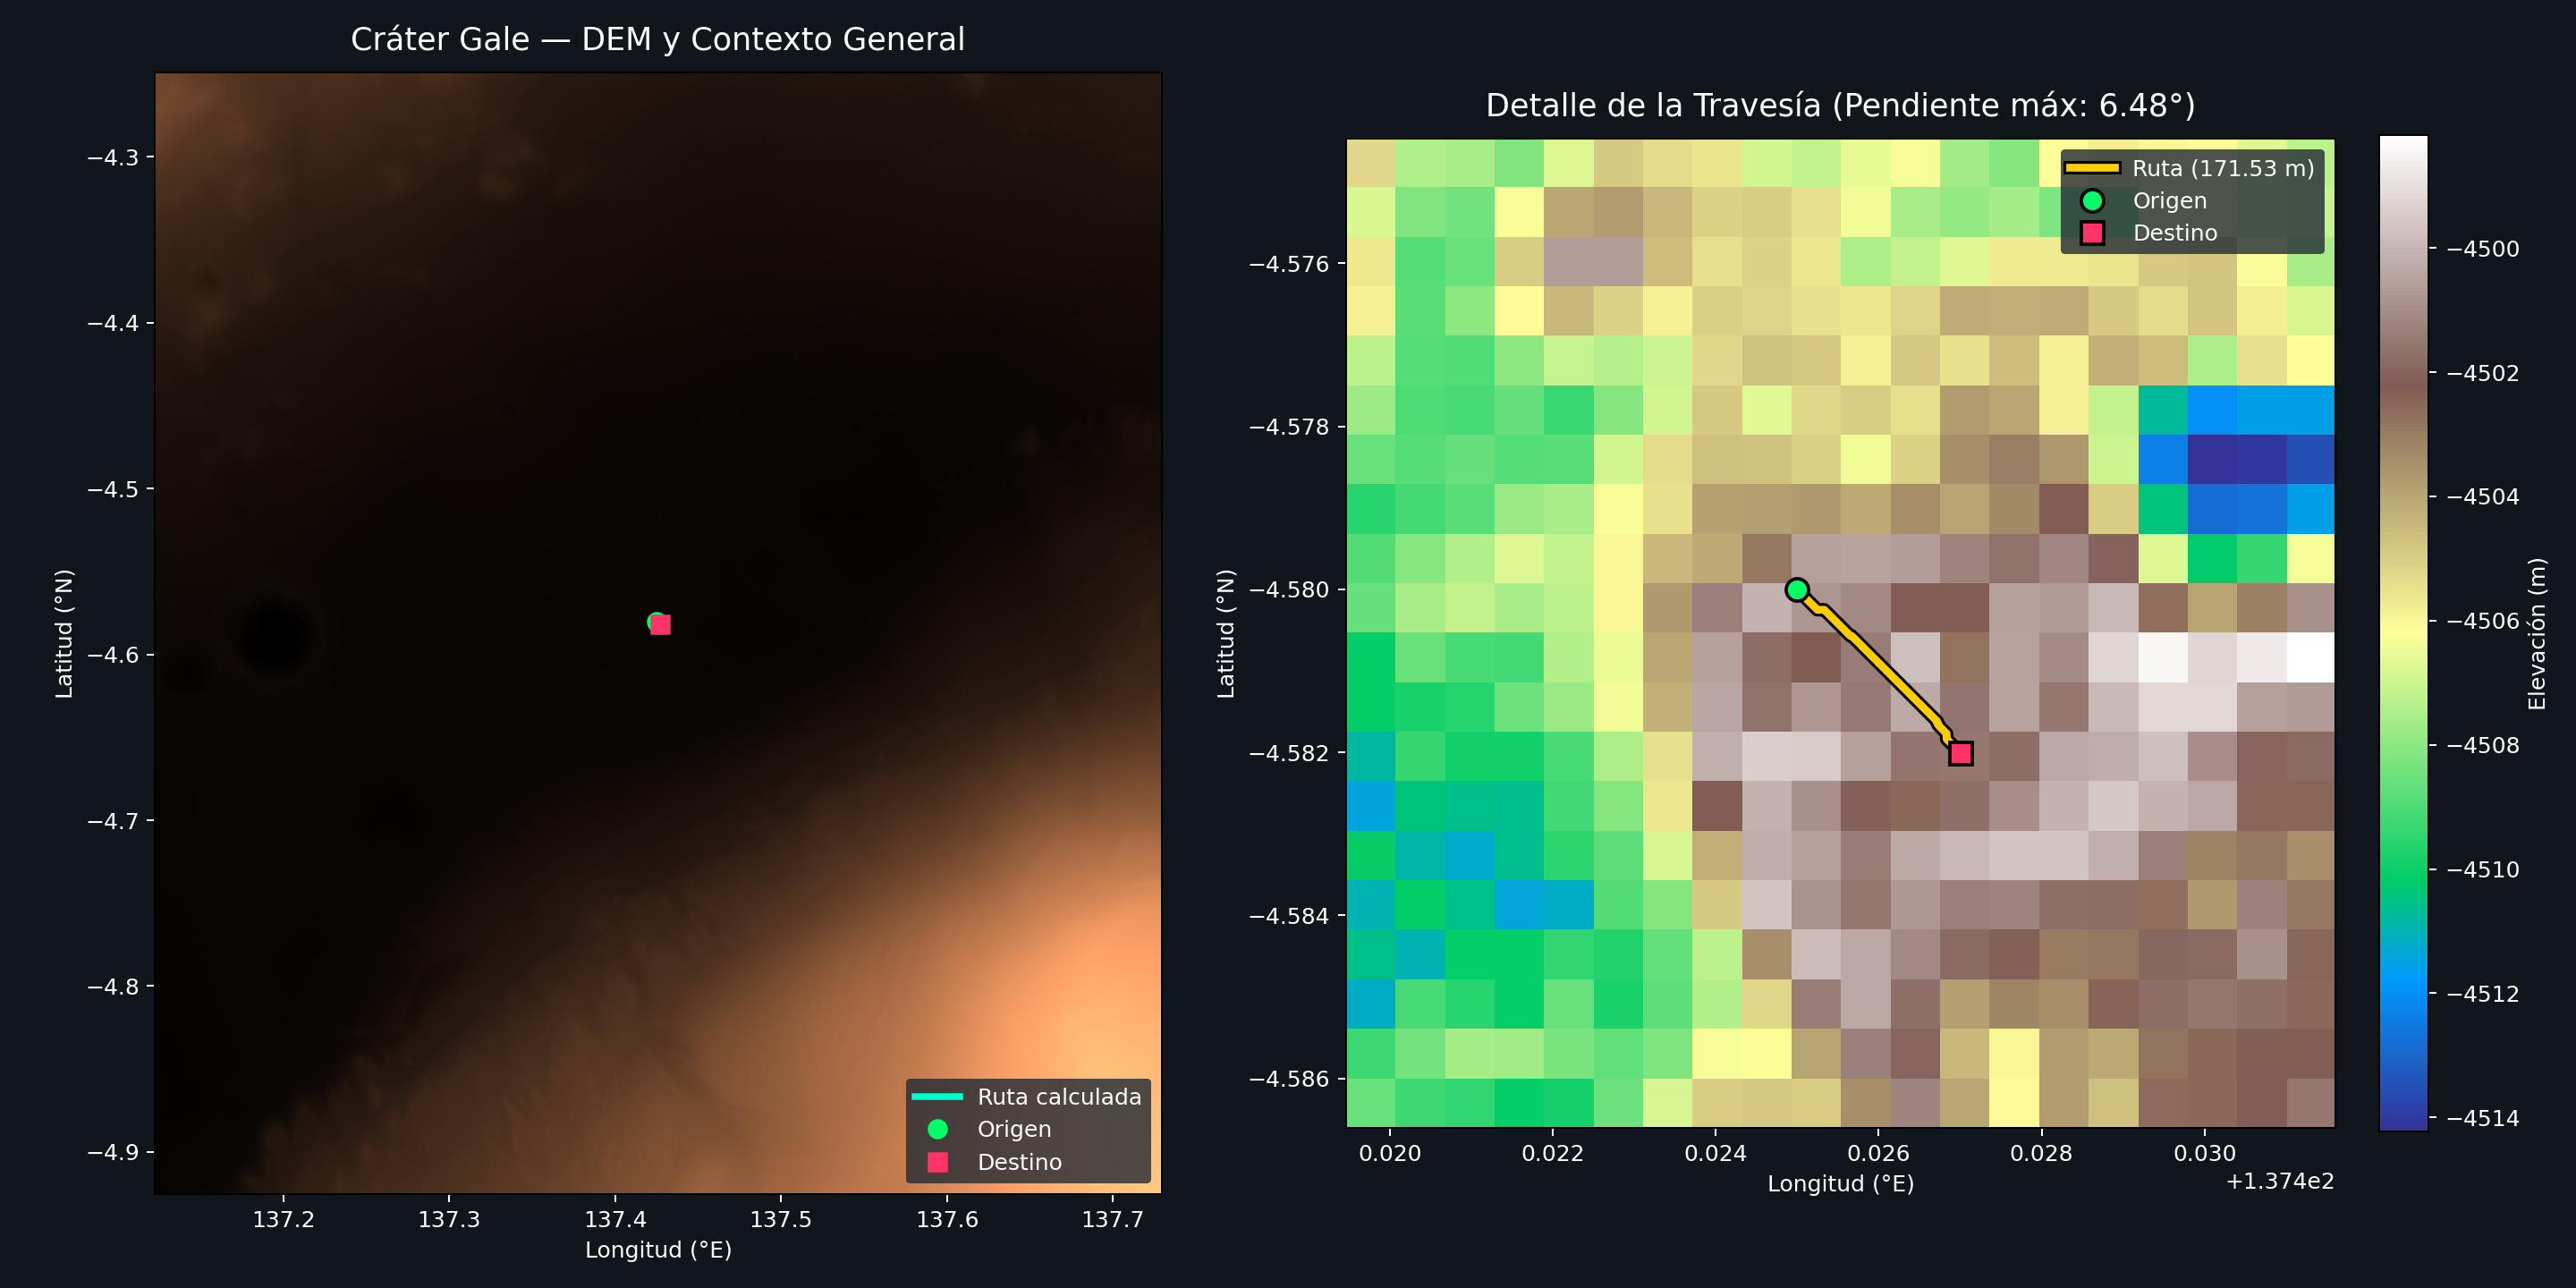 Cráter Gale — DEM y Contexto General
Latitud (°N)
−4.3
−4.4
−4.5
−4.6
−4.7
−4.8
−4.9
137.2 137.3 137.4 137.5 137.6 137.7
Longitud (°E)
Ruta calculada
Origen
Destino
Detalle de la Travesía (Pendiente máx: 6.48°)
Latitud (°N)
−4.576
−4.578
−4.580
−4.582
−4.584
−4.586
0.020 0.022 0.024 0.026 0.028 0.030
+1.374e2
Longitud (°E)
Ruta (171.53 m)
Origen
Destino
−4500
−4502
−4504
−4506
−4508
−4510
−4512
−4514
Elevación (m)